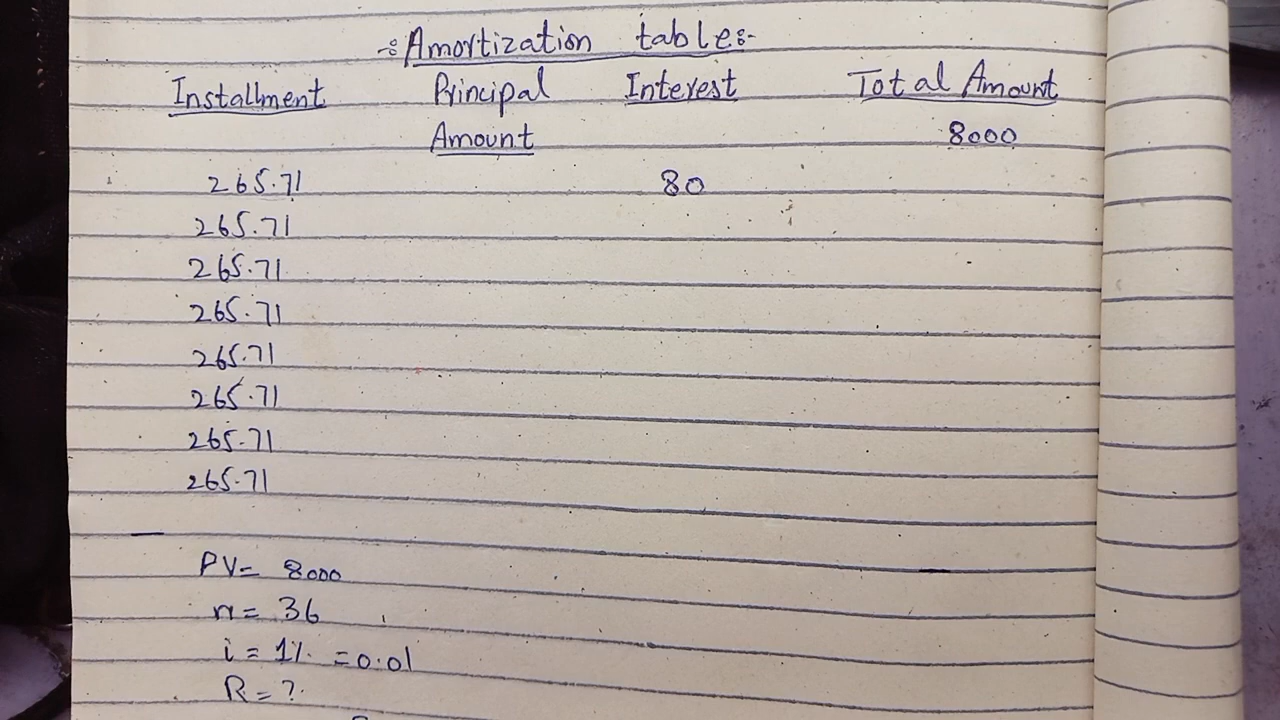 -: Amortization table:-
Installment Principal Interest Total Amount
Amount 8000
265.71 80
265.71
265.71
265.71
265.71
265.71
265.71
265.71
PV= 8000
n= 36
i = 1% =0.01
R = ?